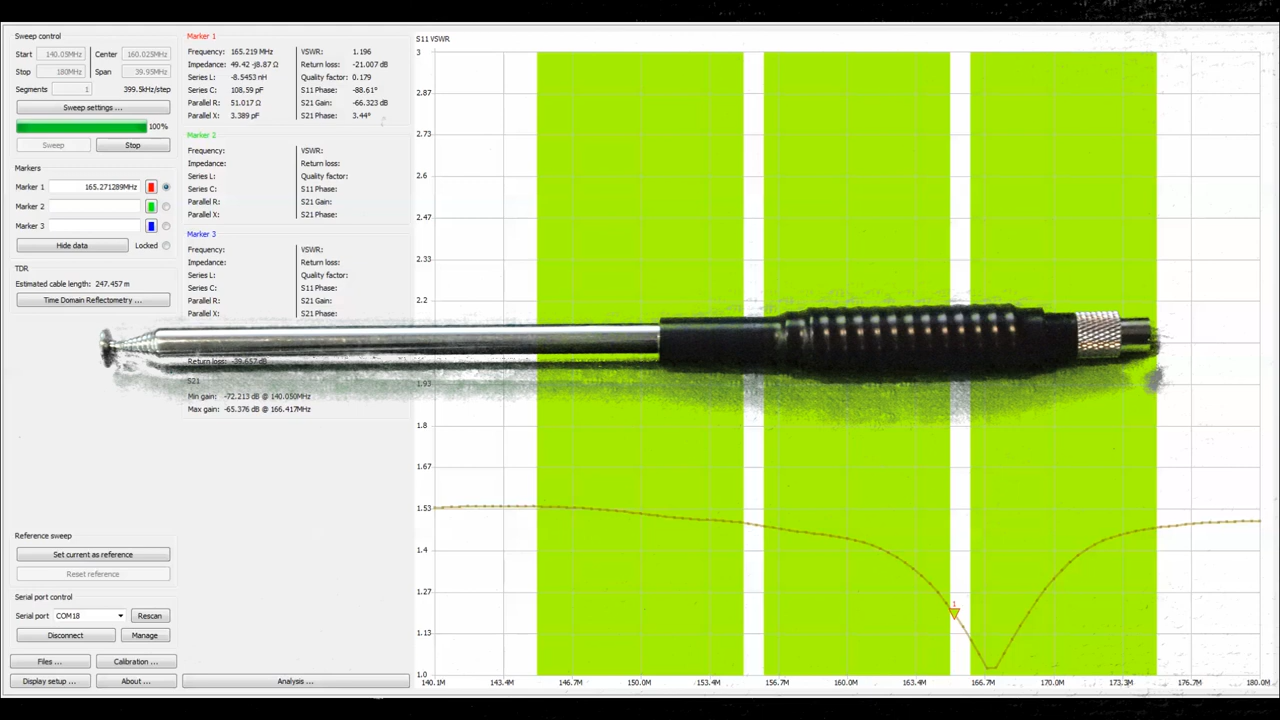 Sweep control
Start 140.05MHz Center 160.025MHz
Stop 180MHz Span 39.95MHz
Segments 1 399.5kHz/step
Sweep settings ...
100%
Sweep Stop
Markers
Marker 1 165.271289MHz
Marker 2
Marker 3
Hide data Locked
TDR
Estimated cable length: 247.457 m
Time Domain Reflectometry ...
Reference sweep
Set current as reference
Reset reference
Serial port control
Serial port COM18 Rescan
Disconnect Manage
Files ... Calibration ...
Display setup ... About ...
Marker 1
Frequency: 165.219 MHz VSWR: 1.196
Impedance: 49.42 -j8.87 Ω Return loss: -21.007 dB
Series L: -8.5453 nH Quality factor: 0.179
Series C: 108.59 pF S11 Phase: -88.61°
Parallel R: 51.017 Ω S21 Gain: -66.323 dB
Parallel X: 3.389 pF S21 Phase: 3.44°
Marker 2
Frequency: VSWR:
Impedance: Return loss:
Series L: Quality factor:
Series C: S11 Phase:
Parallel R: S21 Gain:
Parallel X: S21 Phase:
Marker 3
Frequency: VSWR:
Impedance: Return loss:
Series L: Quality factor:
Series C: S11 Phase:
Parallel R: S21 Gain:
Parallel X: S21 Phase:
Return loss: -39.657 dB
S21
Min gain: -72.213 dB @ 140.050MHz
Max gain: -65.376 dB @ 166.417MHz
Analysis ...
S11 VSWR
3
2.87
2.73
2.6
2.47
2.33
2.2
1.93
1.8
1.67
1.53
1.4
1.27
1.13
1.0
1
140.1M 143.4M 146.7M 150.0M 153.4M 156.7M 160.0M 163.4M 166.7M 170.0M 173.3M 176.7M 180.0M